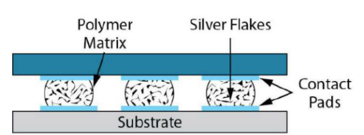 Polymer
Matrix
Silver Flakes
Contact
Pads
Substrate